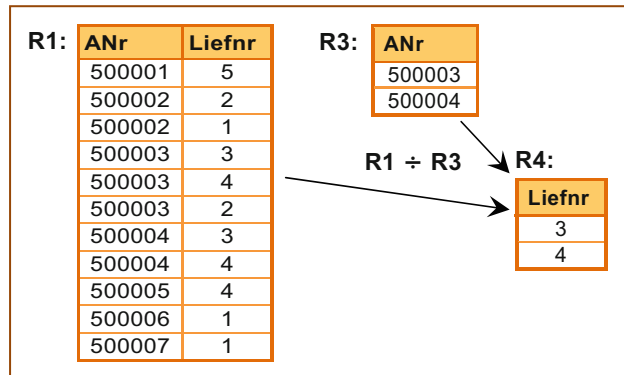 R1:
ANr Liefnr
500001 5
500002 2
500002 1
500003 3
500003 4
500003 2
500004 3
500004 4
500005 4
500006 1
500007 1
R3:
ANr
500003
500004
R1 ÷ R3
R4:
Liefnr
3
4